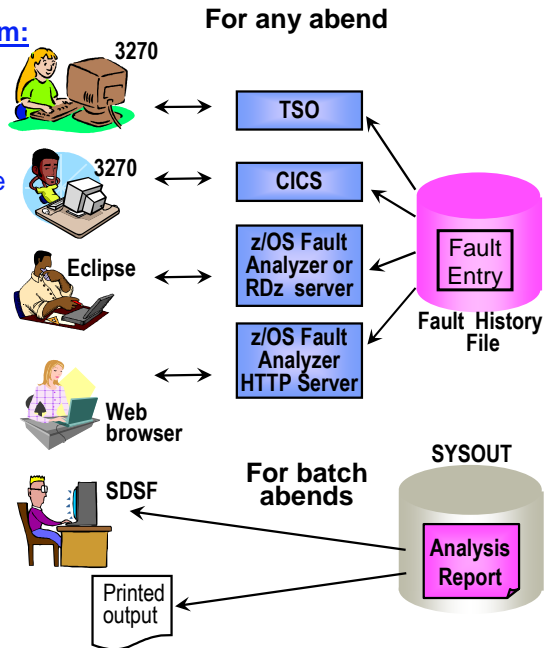 For any abend
m:
3270
TSO
3270
e
CICS
Eclipse
z/OS Fault
Analyzer or
RDz server
Fault
Entry
Fault History
File
z/OS Fault
Analyzer
HTTP Server
Web
browser
SYSOUT
SDSF
For batch
abends
Analysis
Report
Printed
output